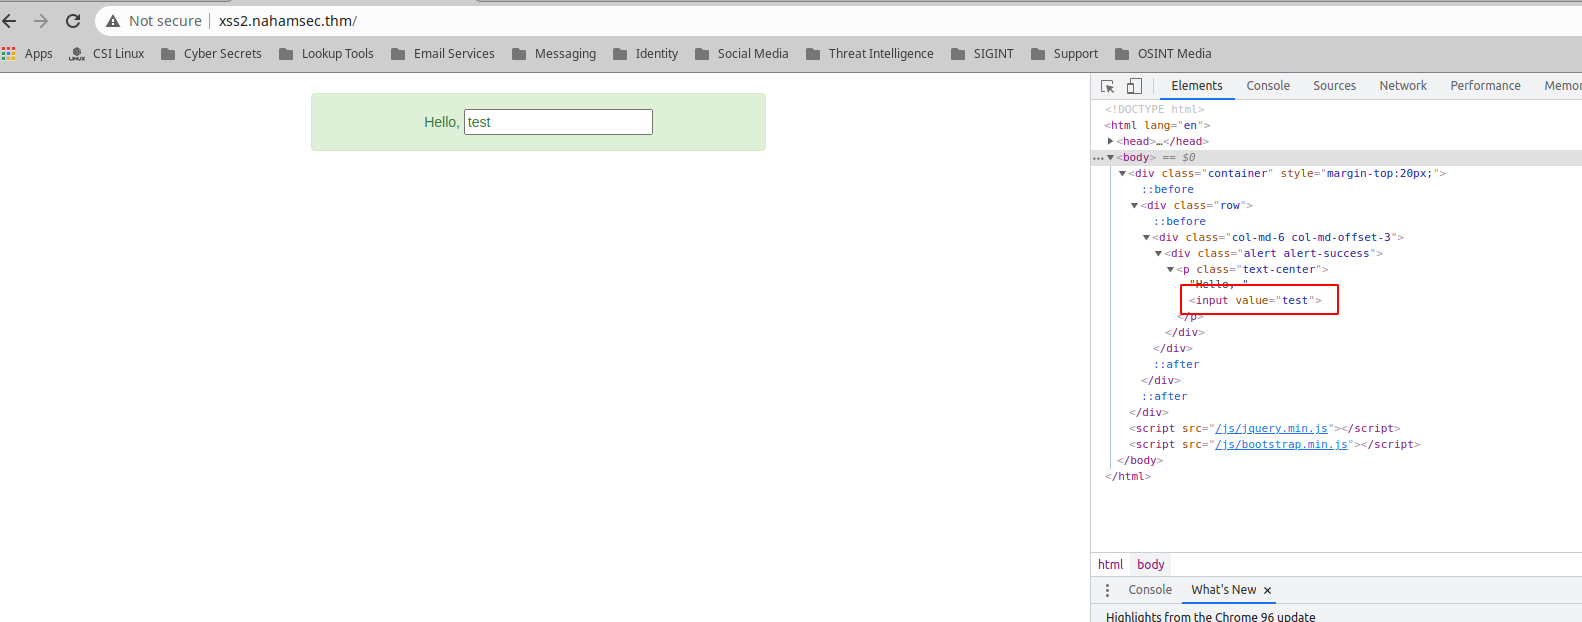 Not secure | xss2.nahamsec.thm/
Apps CSI Linux Cyber Secrets Lookup Tools Email Services Messaging Identity Social Media Threat Intelligence SIGINT Support OSINT Media
Hello, test
Elements Console Sources Network Performance Memor
<!DOCTYPE html>
<html lang="en">
<head>…</head>
<body> == $0
<div class="container" style="margin-top:20px;">
::before
<div class="row">
::before
<div class="col-md-6 col-md-offset-3">
<div class="alert alert-success">
<p class="text-center">
"Hello, "
<input value="test">
</p>
</div>
</div>
::after
</div>
::after
</div>
<script src="/js/jquery.min.js"></script>
<script src="/js/bootstrap.min.js"></script>
</body>
</html>
html body
Console What's New ×
Highlights from the Chrome 96 update